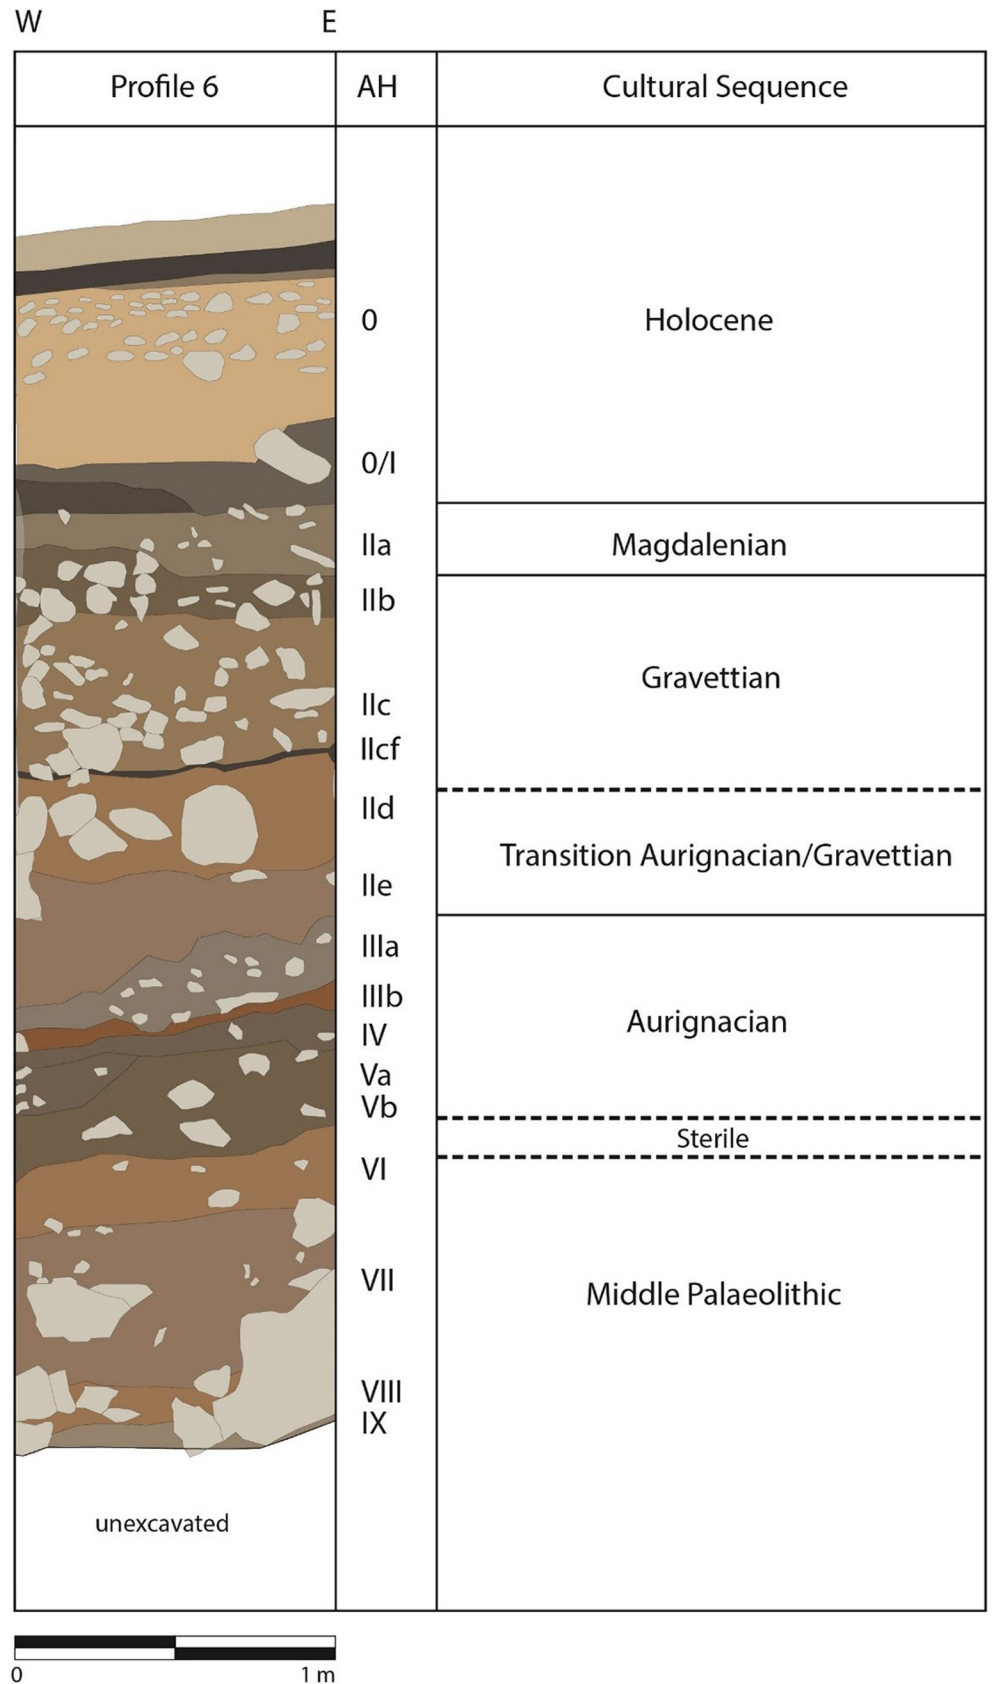 W E
Profile 6 AH Cultural Sequence
0 Holocene
0/I
IIa Magdalenian
IIb
Gravettian
IIc
IIcf
IId
Transition Aurignacian/Gravettian
IIe
IIIa
IIIb
Aurignacian
IV
Va
Vb
Sterile
VI
VII
Middle Palaeolithic
VIII
IX
unexcavated
0 1 m